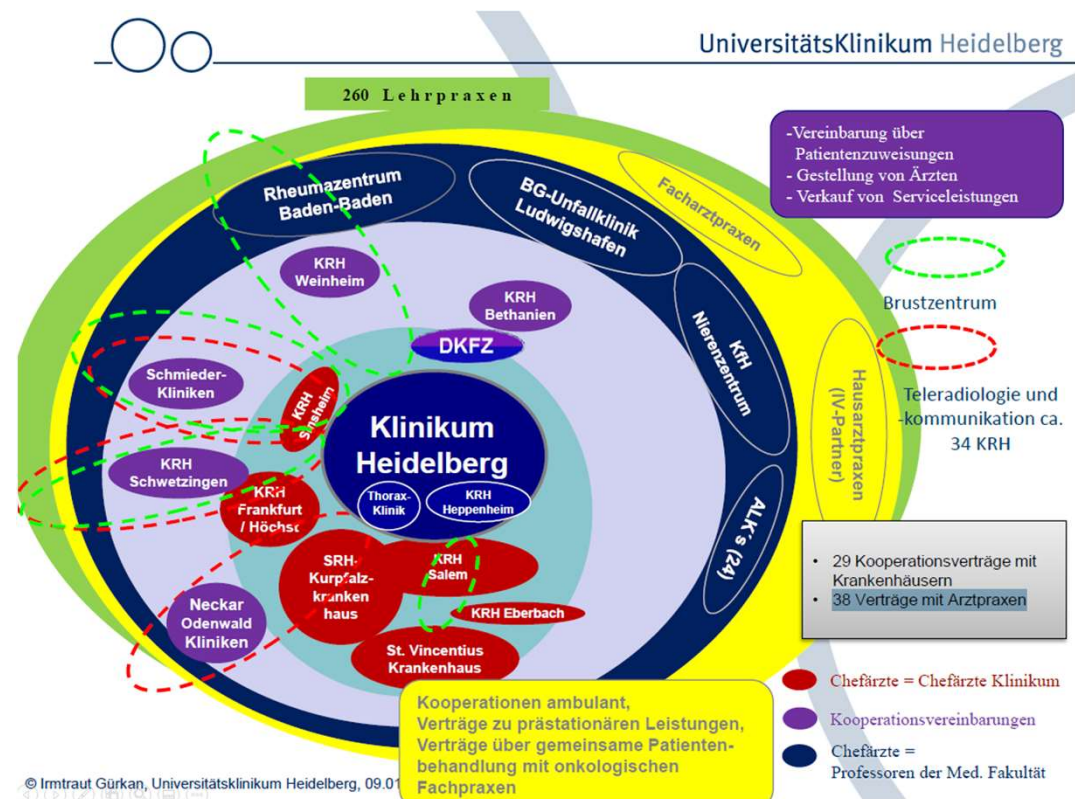 UniversitätsKlinikum Heidelberg
260 Lehrpraxen
-Vereinbarung über
Patientenzuweisungen
- Gestellung von Ärzten
- Verkauf von Serviceleistungen
Rheumazentrum
Baden-Baden
BG-Unfallklinik
Ludwigshafen
Facharztpraxen
KRH
Weinheim
KRH
Bethanien
DKFZ
KfH
Nierenzentrum
Hausarztpraxen
(IV-Partner)
Brustzentrum
Teleradiologie und
-kommunikation ca.
34 KRH
Schmieder-
Kliniken
KRH
Sinsheim
Klinikum
Heidelberg
Thorax-
Klinik
KRH
Heppenheim
KRH
Schwetzingen
KRH
Frankfurt
/ Höchst
ALK´s (24)
SRH-
Kurpfalz-
kranken
haus
KRH
Salem
KRH Eberbach
Neckar
Odenwald
Kliniken
St. Vincentius
Krankenhaus
• 29 Kooperationsverträge mit
Krankenhäusern
• 38 Verträge mit Arztpraxen
Chefärzte = Chefärzte Klinikum
Kooperationsvereinbarungen
Chefärzte =
Professoren der Med. Fakultät
Kooperationen ambulant,
Verträge zu prästationären Leistungen,
Verträge über gemeinsame Patienten-
behandlung mit onkologischen
Fachpraxen
© Irmtraut Gürkan, Universitätsklinikum Heidelberg, 09.01